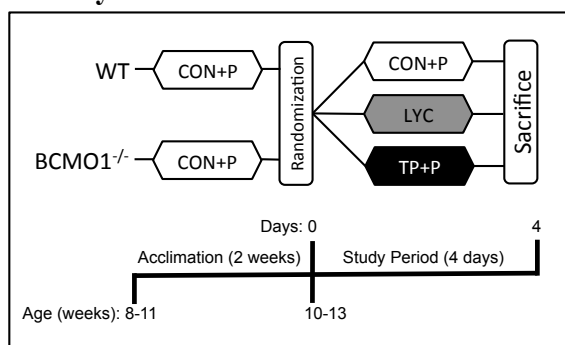 WT
CON+P
Randomization
CON+P
Sacrifice
LYC
BCMO1-/-
CON+P
TP+P
Days: 0
4
Acclimation (2 weeks)
Study Period (4 days)
Age (weeks): 8-11
10-13